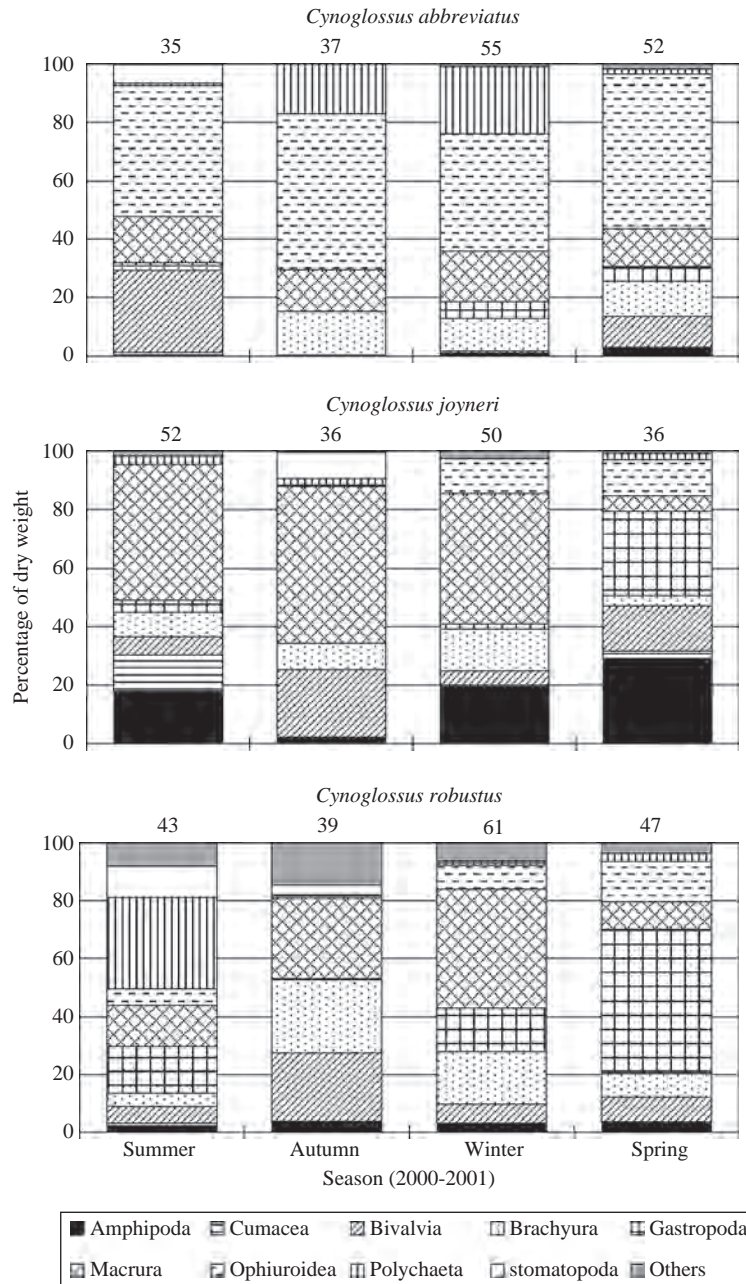 Cynoglossus abbreviatus
35 37 55 52
100
80
60
40
20
0
Cynoglossus joyneri
52 36 50 36
100
80
60
40
20
0
Percentage of dry weight
Cynoglossus robustus
43 39 61 47
100
80
60
40
20
0
Summer Autumn Winter Spring
Season (2000-2001)
Amphipoda Cumacea Bivalvia Brachyura Gastropoda
Macrura Ophiuroidea Polychaeta stomatopoda Others